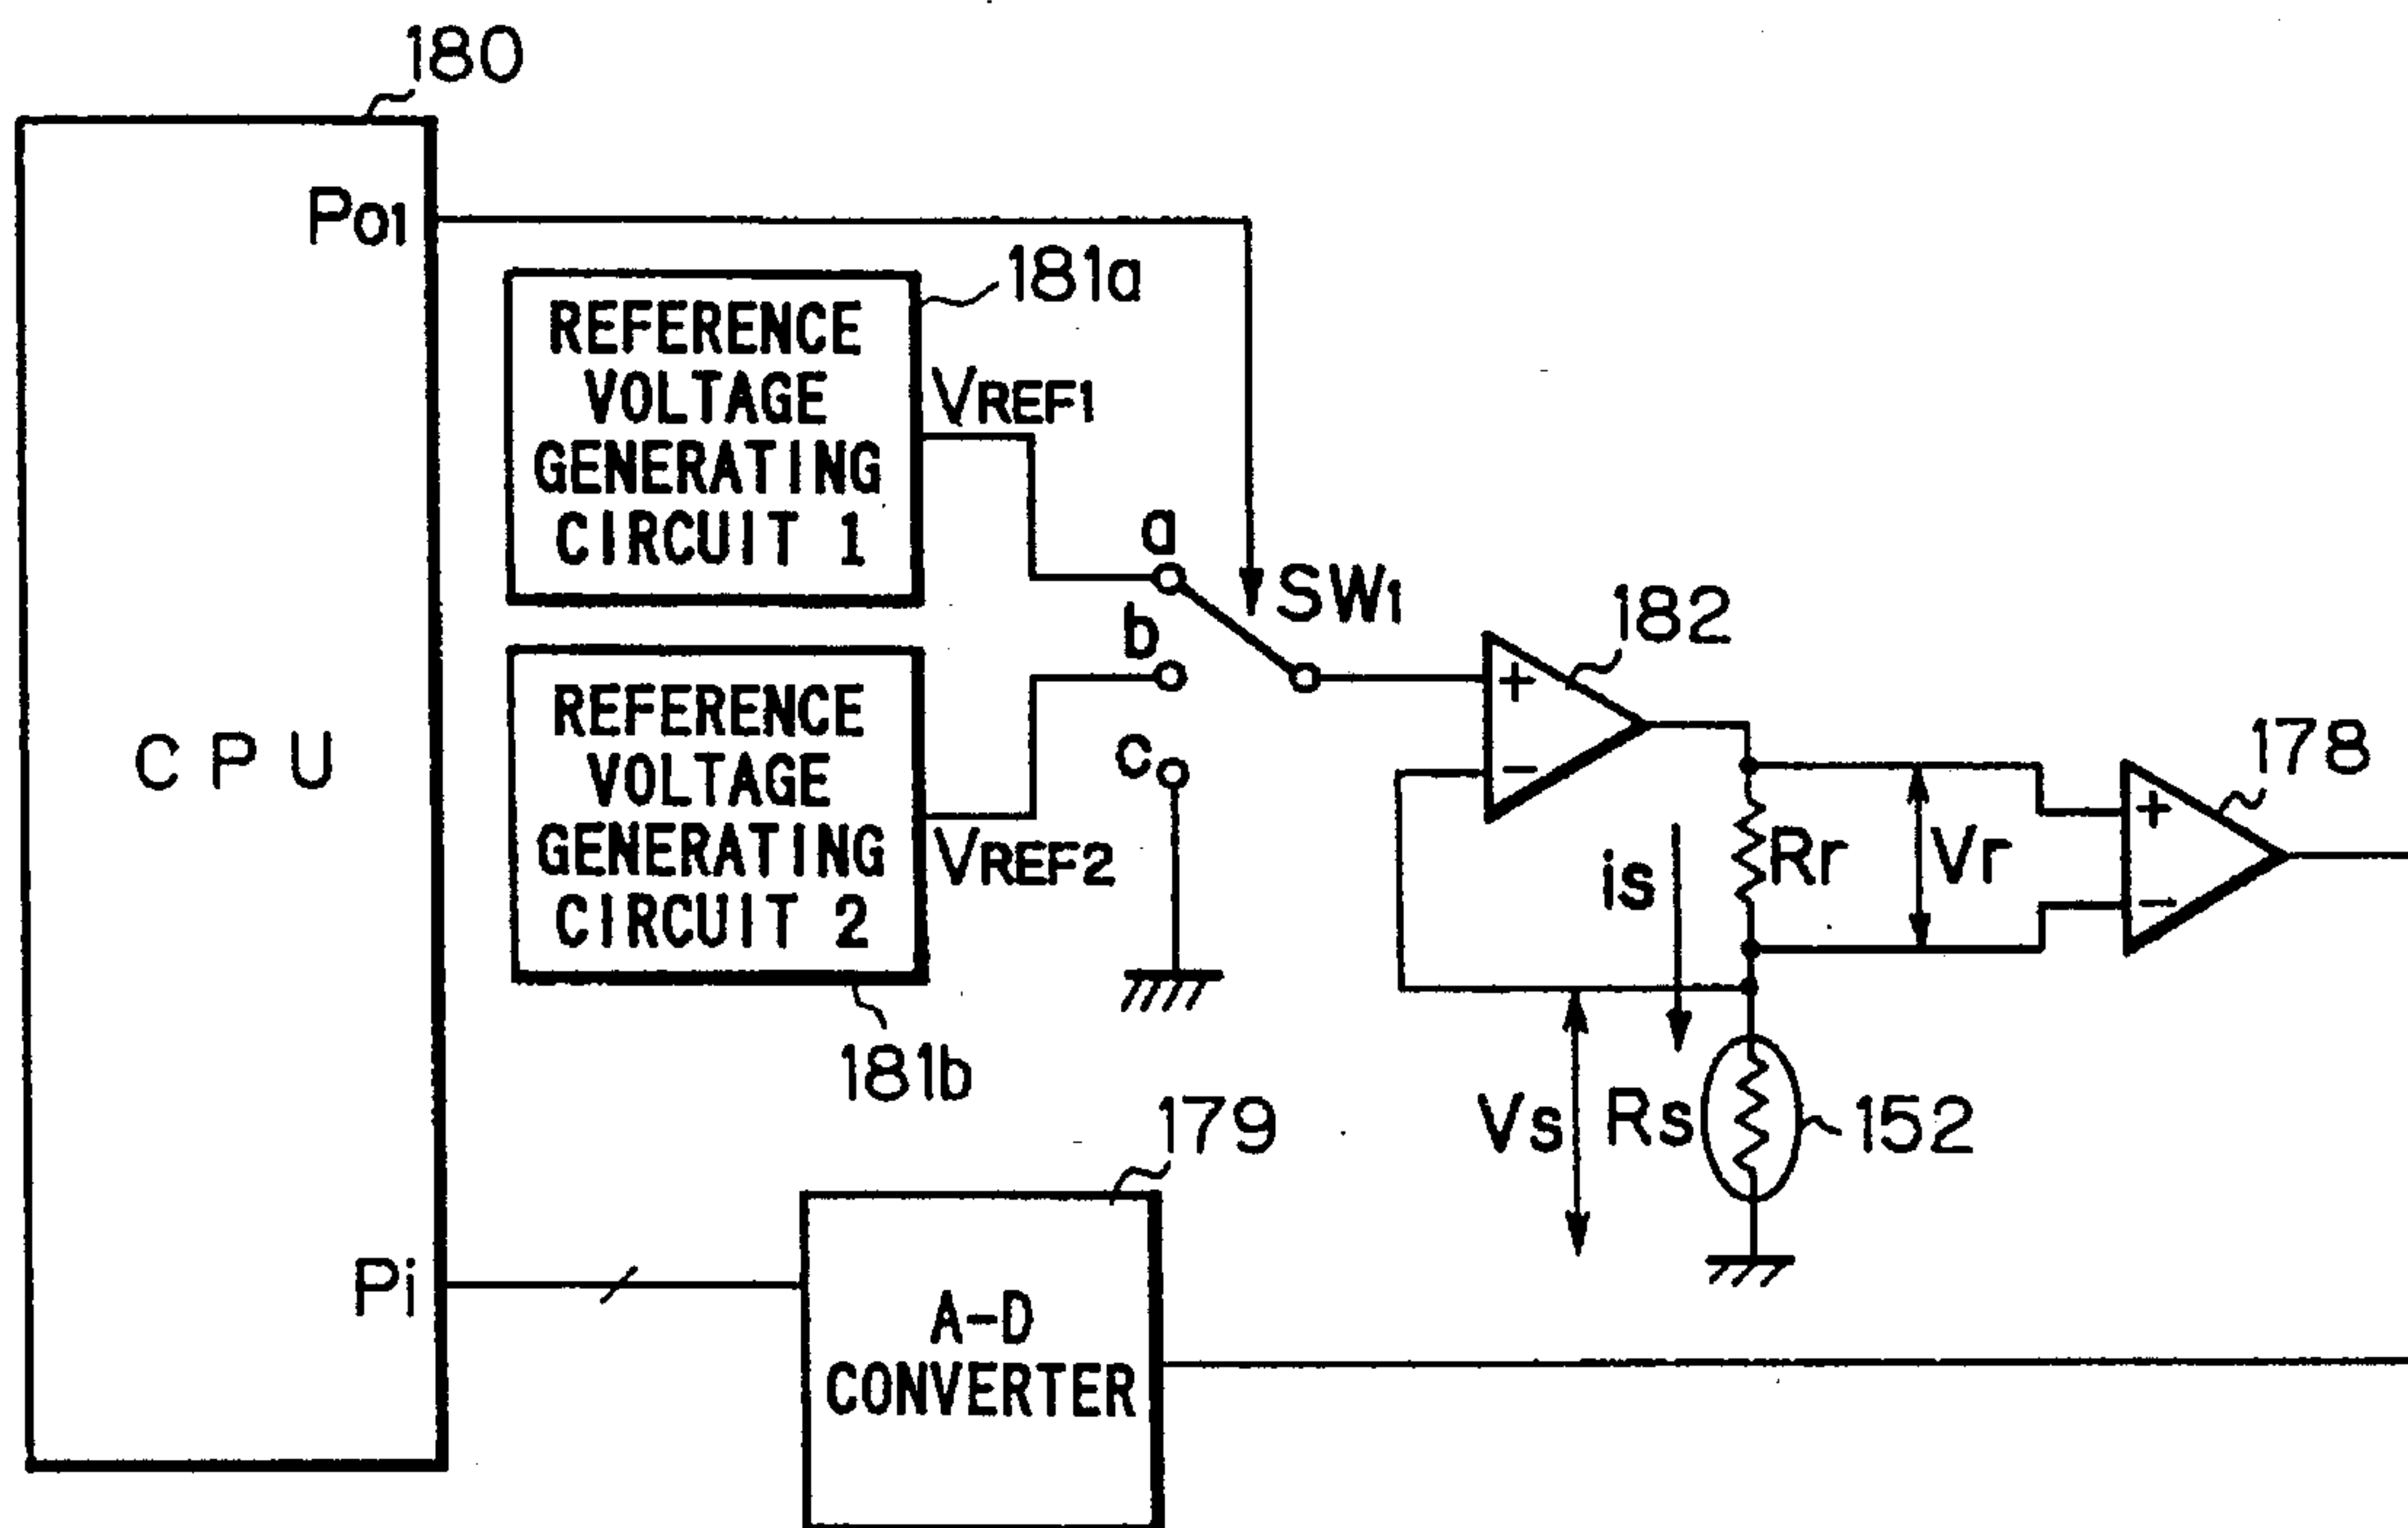 180
Po1
181a
REFERENCE
VOLTAGE
GENERATING
CIRCUIT 1
VREF1
a
SW1
b
182
+
−
REFERENCE
VOLTAGE
GENERATING
CIRCUIT 2
VREF2
c
CPU
178
+
−
is
Rr
Vr
181b
179
Vs
Rs
152
Pi
A-D
CONVERTER